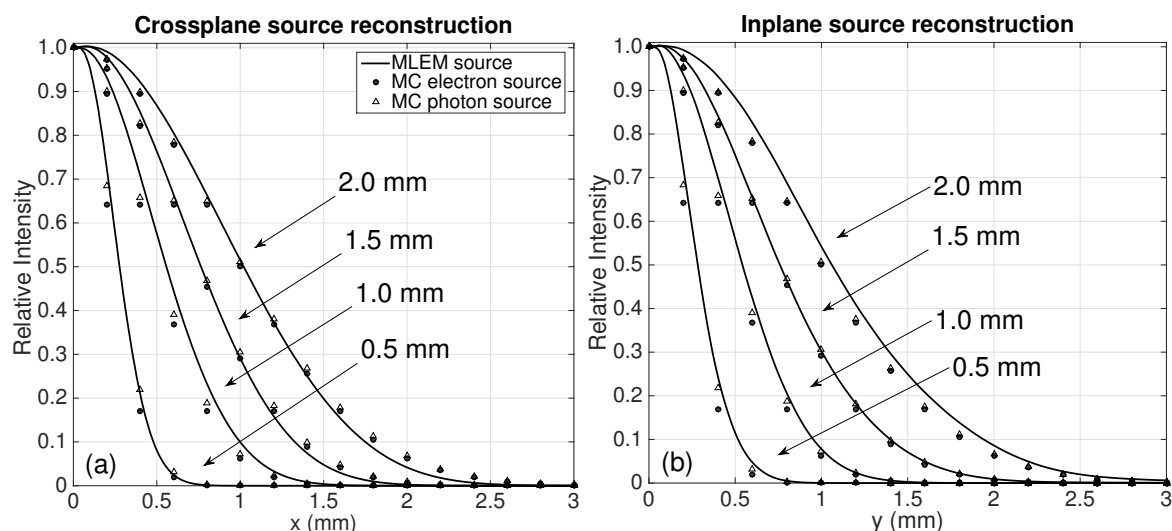 Crossplane source reconstruction
1.0
0.9
0.8
0.7
0.6
0.5
0.4
0.3
0.2
0.1
0
Relative Intensity
MLEM source
MC electron source
MC photon source
2.0 mm
1.5 mm
1.0 mm
0.5 mm
(a)
0 0.5 1 1.5 2 2.5 3
x (mm)
Inplane source reconstruction
1.0
0.9
0.8
0.7
0.6
0.5
0.4
0.3
0.2
0.1
0
Relative Intensity
2.0 mm
1.5 mm
1.0 mm
0.5 mm
(b)
0 0.5 1 1.5 2 2.5 3
y (mm)